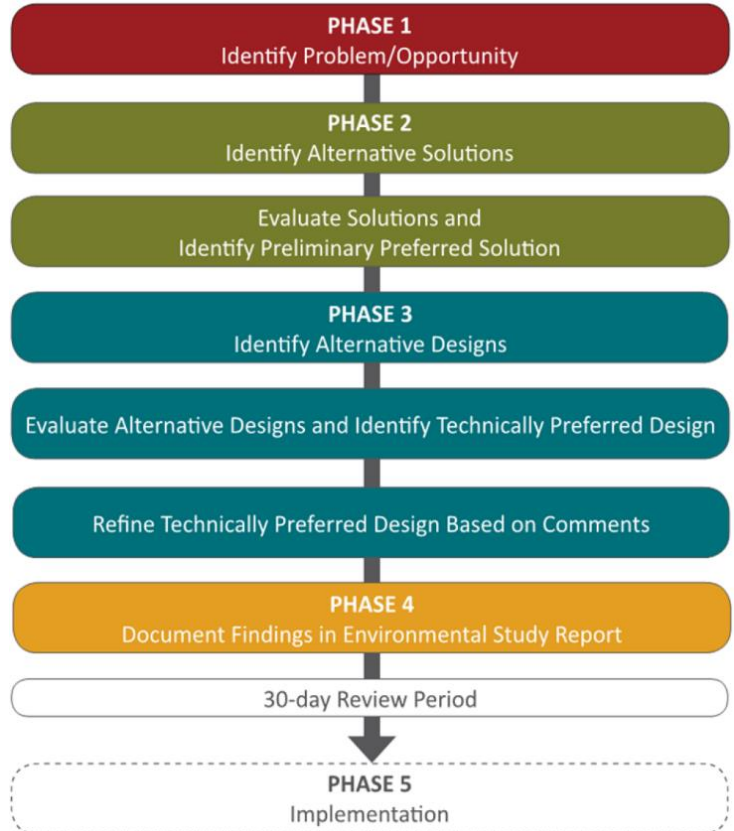 PHASE 1
Identify Problem/Opportunity
PHASE 2
Identify Alternative Solutions
Evaluate Solutions and
Identify Preliminary Preferred Solution
PHASE 3
Identify Alternative Designs
Evaluate Alternative Designs and Identify Technically Preferred Design
Refine Technically Preferred Design Based on Comments
PHASE 4
Document Findings in Environmental Study Report
30-day Review Period
PHASE 5
Implementation